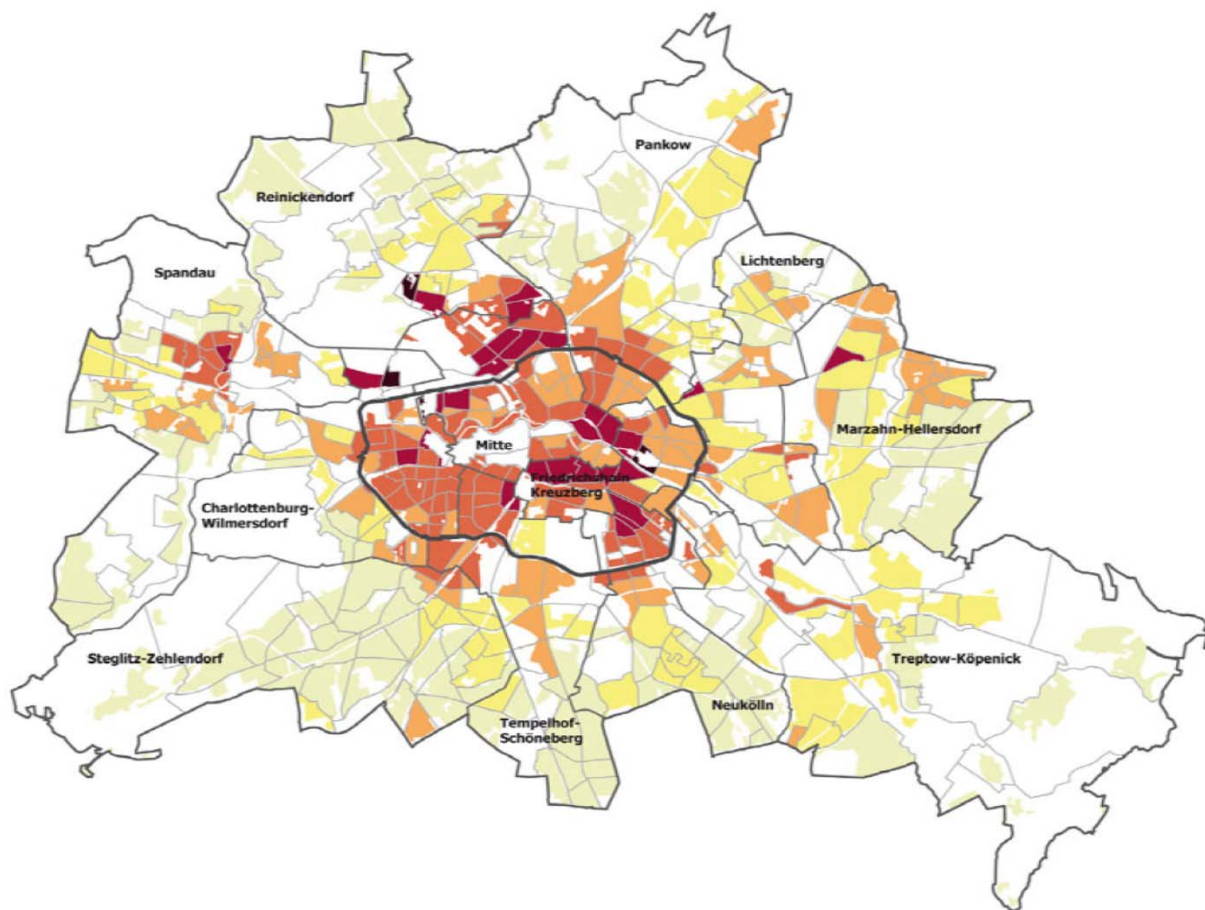 Pankow
Reinickendorf
Lichtenberg
Spandau
Marzahn-Hellersdorf
Mitte
Friedrichshain
Kreuzberg
Charlottenburg-
Wilmersdorf
Steglitz-Zehlendorf
Treptow-Köpenick
Neukölln
Tempelhof-
Schöneberg